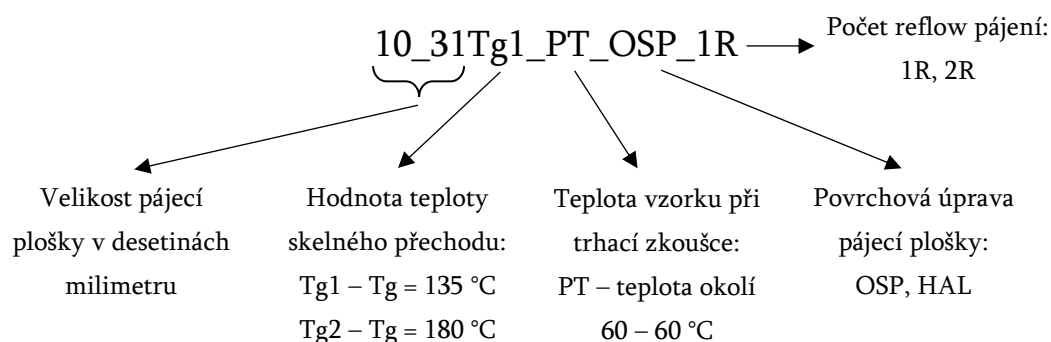 10_31Tg1_PT_OSP_1R
Počet reflow pájení:
1R, 2R
Velikost pájecí
plošky v desetinách
milimetru
Hodnota teploty
skelného přechodu:
Tg1 – Tg = 135 °C
Tg2 – Tg = 180 °C
Teplota vzorku při
trhací zkoušce:
PT – teplota okolí
60 – 60 °C
Povrchová úprava
pájecí plošky:
OSP, HAL